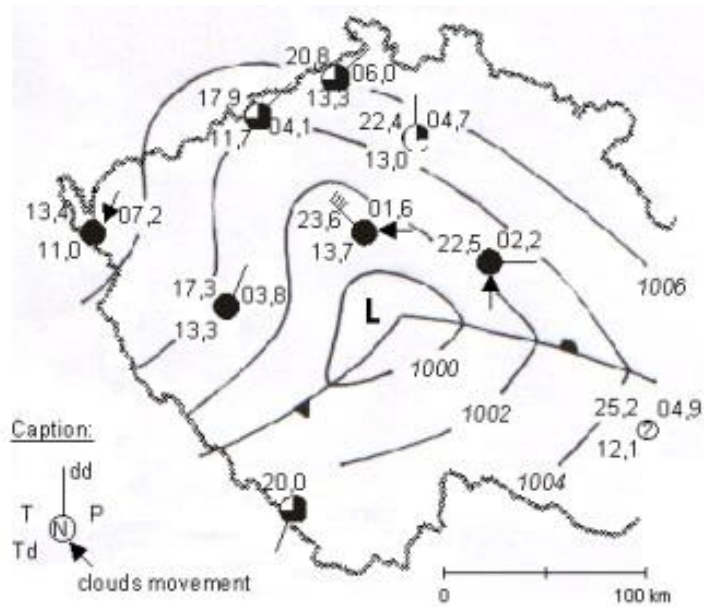 20,8 06,0
13,3
17,9
11,7 04,1
22,4 04,7
13,0
13,4 07,2
11,0
23,6 01,6
13,7
22,5 02,2
17,3 03,8
13,3
1006
L
1000
1002
25,2 04,9
12,1 ?
1004
20,0
Caption:
dd
T N P
Td
clouds movement
0 100 km